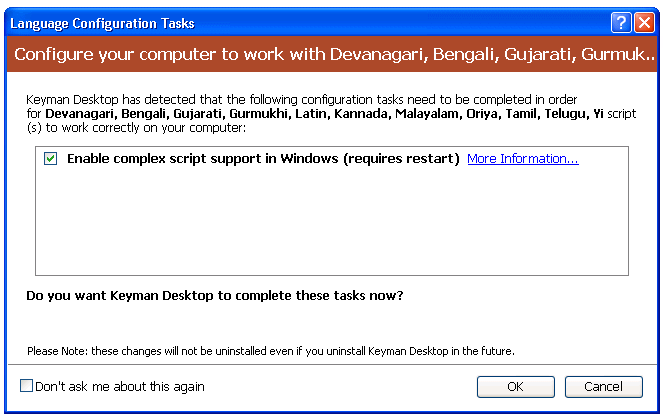 Language Configuration Tasks
Configure your computer to work with Devanagari, Bengali, Gujarati, Gurmuk..
Keyman Desktop has detected that the following configuration tasks need to be completed in order
for Devanagari, Bengali, Gujarati, Gurmukhi, Latin, Kannada, Malayalam, Oriya, Tamil, Telugu, Yi script
(s) to work correctly on your computer:
Enable complex script support in Windows (requires restart) More Information...
Do you want Keyman Desktop to complete these tasks now?
Please Note: these changes will not be uninstalled even if you uninstall Keyman Desktop in the future.
Don't ask me about this again OK Cancel